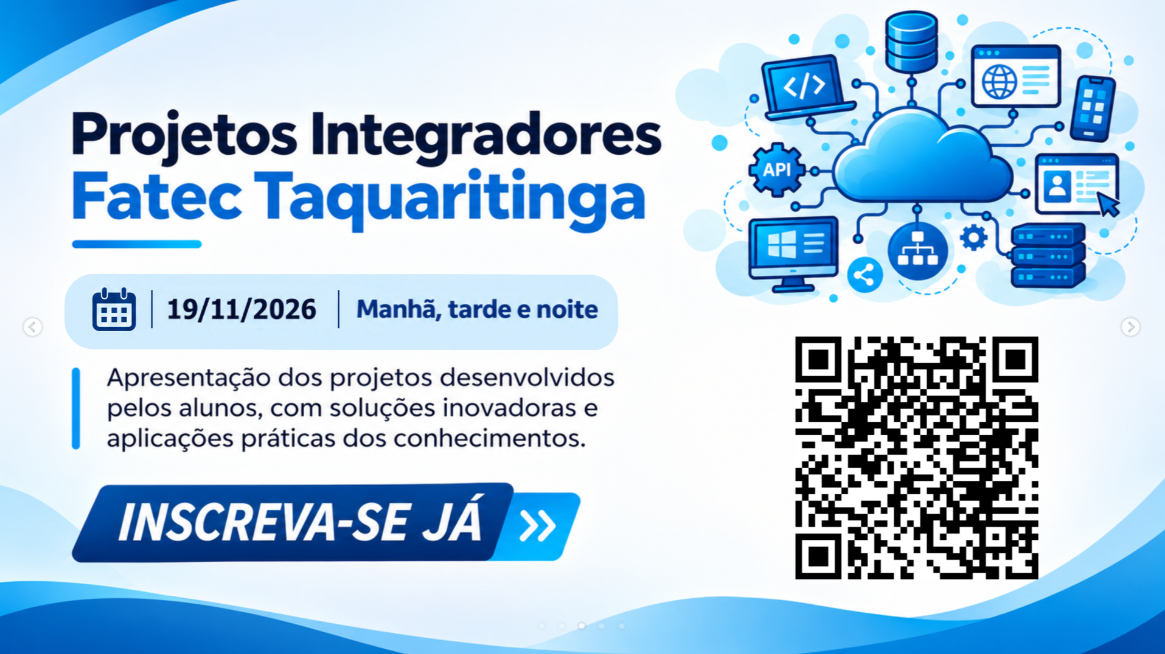 Projetos Integradores
Fatec Taquaritinga
19/11/2026 Manhã, tarde e noite
Apresentação dos projetos desenvolvidos
pelos alunos, com soluções inovadoras e
aplicações práticas dos conhecimentos.
INSCREVA-SE JÁ
</>
API